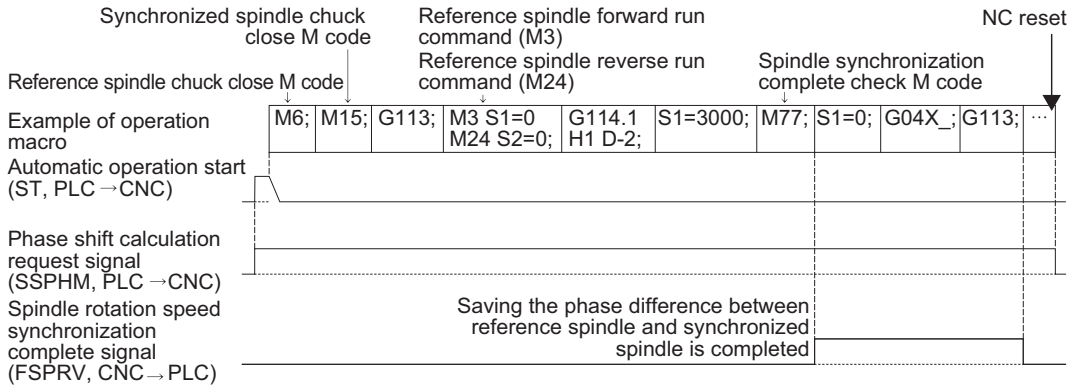 Synchronized spindle chuck
close M code
Reference spindle forward run
command (M3)
NC reset
Reference spindle chuck close M code
Reference spindle reverse run
command (M24)
Spindle synchronization
complete check M code
Example of operation
macro
M6; M15; G113; M3 S1=0 G114.1 S1=3000; M77; S1=0; G04X_; G113; ...
M24 S2=0; H1 D-2;
Automatic operation start
(ST, PLC→CNC)
Phase shift calculation
request signal
(SSPHM, PLC→CNC)
Spindle rotation speed
synchronization
complete signal
(FSPRV, CNC→PLC)
Saving the phase difference between
reference spindle and synchronized
spindle is completed